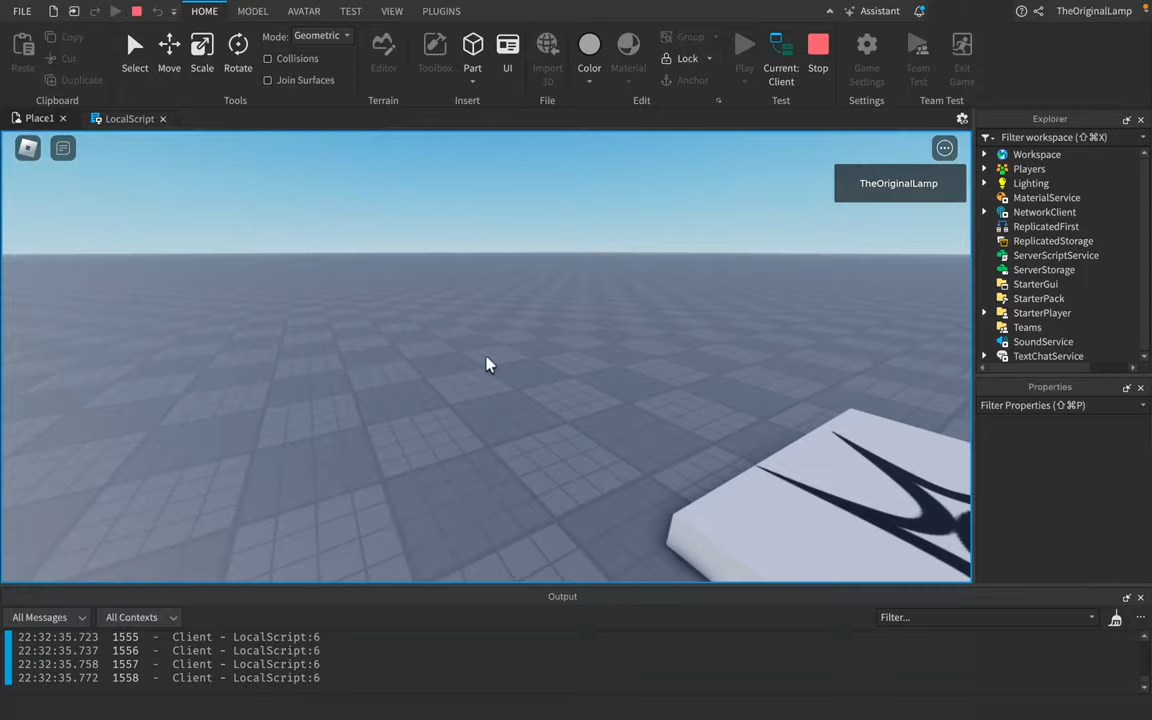 FILE HOME MODEL AVATAR TEST VIEW PLUGINS Assistant TheOriginalLamp
Paste Copy Cut Duplicate
Select Move Scale Rotate
Mode: Geometric
Collisions
Join Surfaces
Editor Toolbox Part UI Import 3D Color Material
Group
Lock
Anchor
Play Current: Client Stop Game Settings Team Test Exit Game
Clipboard Tools Terrain Insert File Edit Test Settings Team Test
Place1 LocalScript
TheOriginalLamp
Explorer
Filter workspace (⇧⌘X)
Workspace
Players
Lighting
MaterialService
NetworkClient
ReplicatedFirst
ReplicatedStorage
ServerScriptService
ServerStorage
StarterGui
StarterPack
StarterPlayer
Teams
SoundService
TextChatService
Properties
Filter Properties (⇧⌘P)
Output
All Messages All Contexts Filter...
22:32:35.723 1555 - Client - LocalScript:6
22:32:35.737 1556 - Client - LocalScript:6
22:32:35.758 1557 - Client - LocalScript:6
22:32:35.772 1558 - Client - LocalScript:6